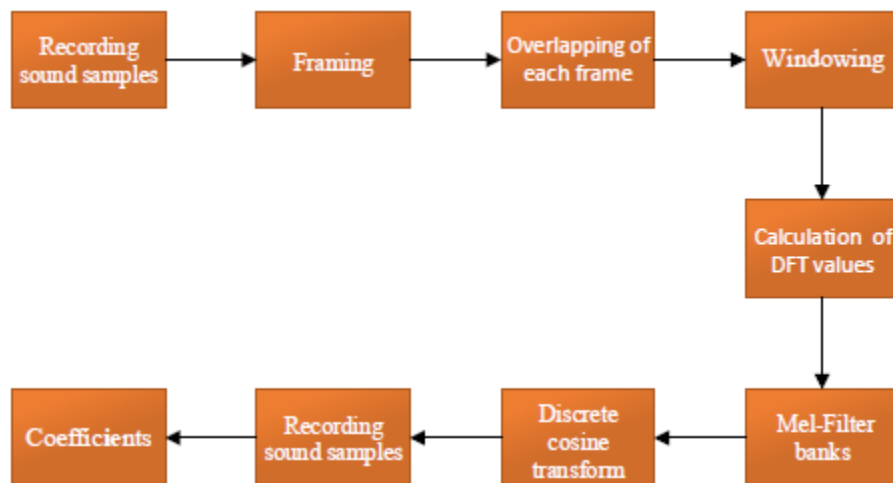 Recording
sound samples
Framing
Overlapping of
each frame
Windowing
Calculation of
DFT values
Mel-Filter
banks
Discrete
cosine
transform
Recording
sound samples
Coefficients